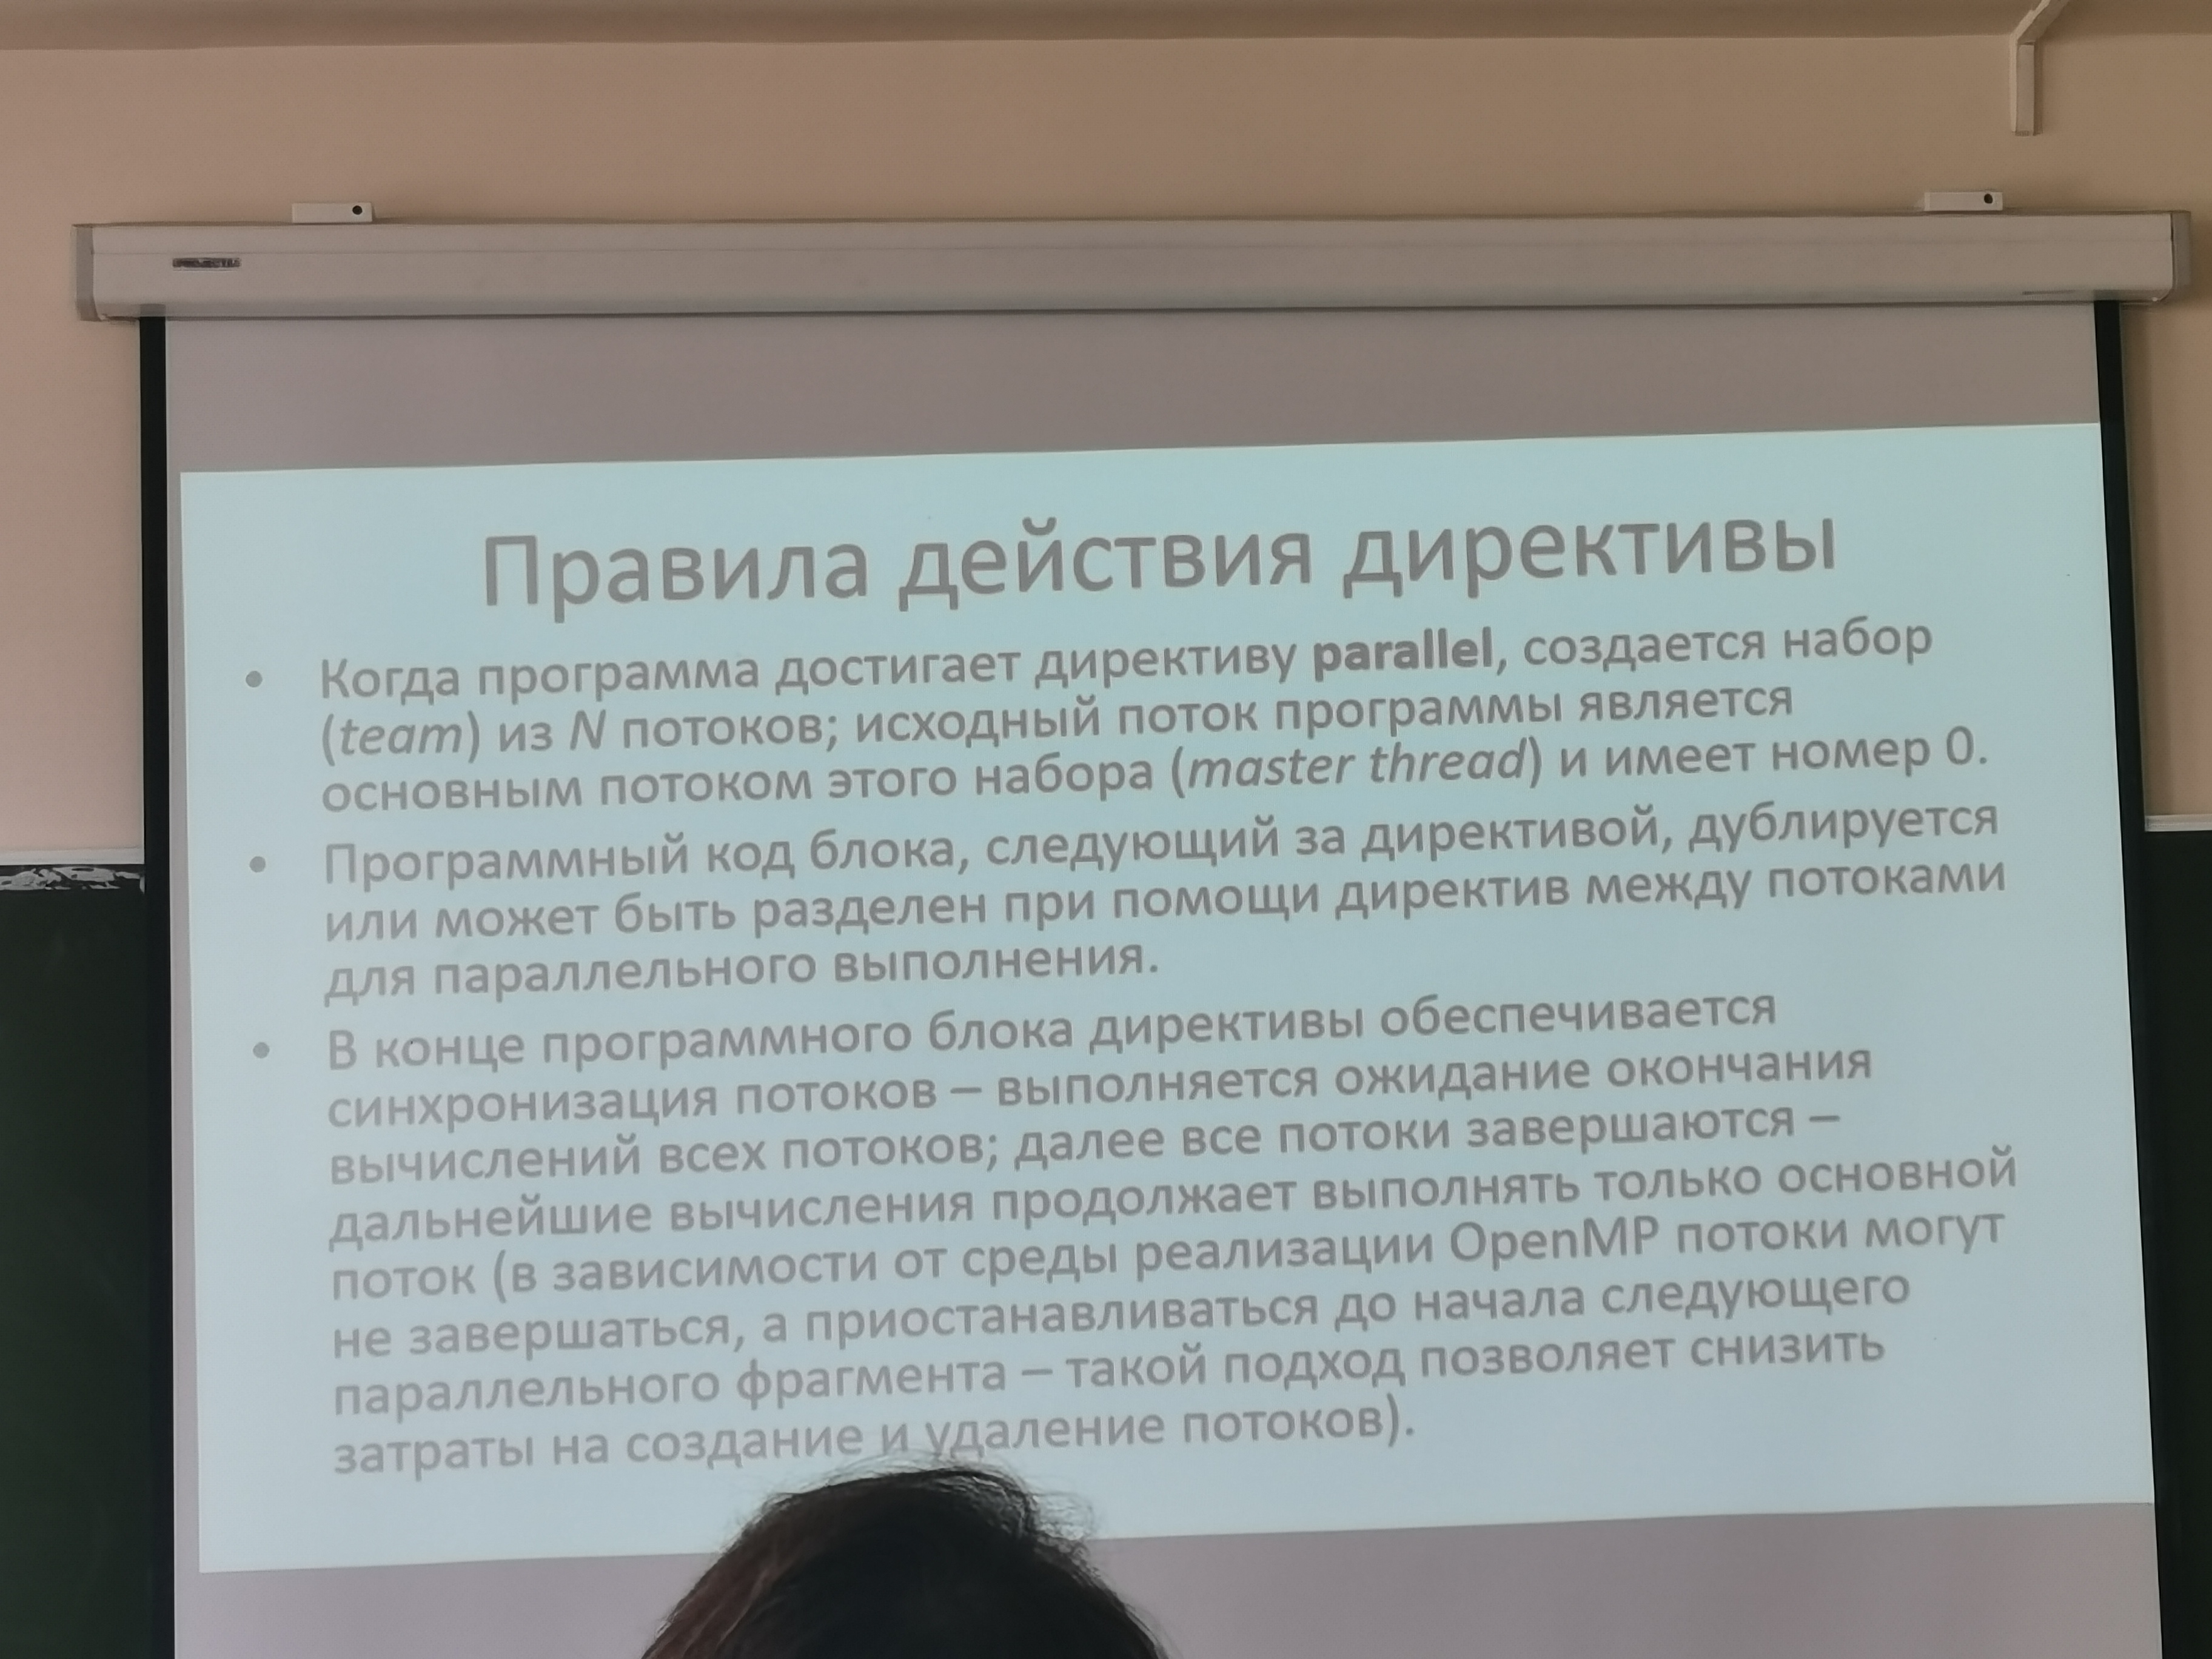 Правила действия директивы
• Когда программа достигает директиву parallel, создается набор
(team) из N потоков; исходный поток программы является
основным потоком этого набора (master thread) и имеет номер 0.
• Программный код блока, следующий за директивой, дублируется
или может быть разделен при помощи директив между потоками
для параллельного выполнения.
• В конце программного блока директивы обеспечивается
синхронизация потоков – выполняется ожидание окончания
вычислений всех потоков; далее все потоки завершаются –
дальнейшие вычисления продолжает выполнять только основной
поток (в зависимости от среды реализации OpenMP потоки могут
не завершаться, а приостанавливаться до начала следующего
параллельного фрагмента – такой подход позволяет снизить
затраты на создание и удаление потоков).